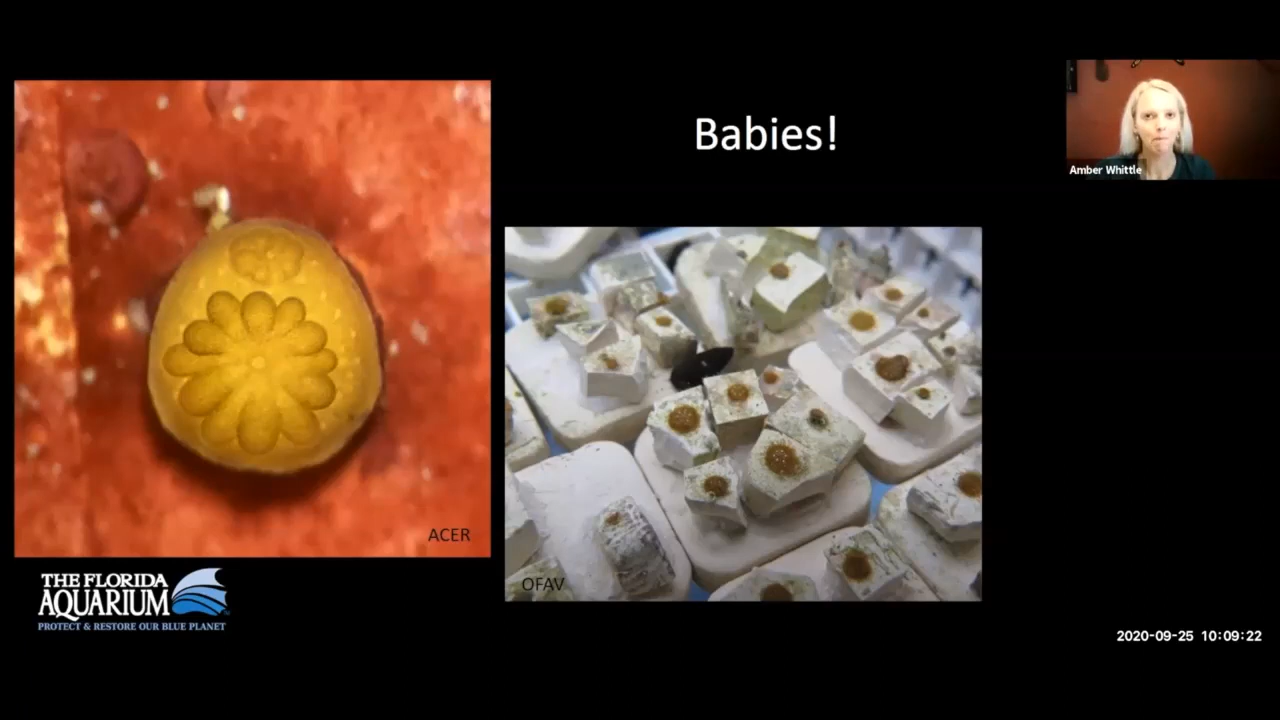 Babies!
Amber Whittle
ACER
OFAV
THE FLORIDA
AQUARIUM
PROTECT & RESTORE OUR BLUE PLANET
2020-09-25 10:09:22